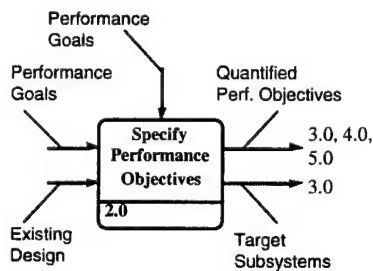 Performance
Goals
Performance
Goals
Quantified
Perf. Objectives
Specify
Performance
Objectives
2.0
3.0, 4.0,
5.0
3.0
Existing
Design
Target
Subsystems